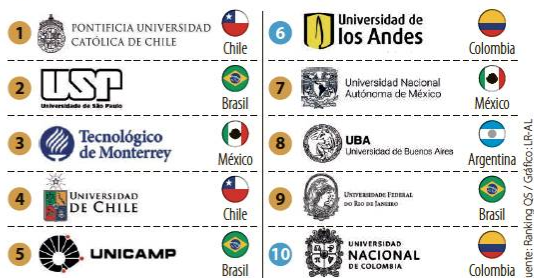 1
PONTIFICIA UNIVERSIDAD
CATÓLICA DE CHILE
Chile
2
USP
Universidade de São Paulo
Brasil
3
Tecnológico
de Monterrey
México
4
UNIVERSIDAD
DE CHILE
Chile
5
UNICAMP
Brasil
6
Universidad de
los Andes
Colombia
7
Universidad Nacional
Autónoma de México
México
8
UBA
Universidad de Buenos Aires
Argentina
9
UNIVERSIDADE FEDERAL
DO RIO DE JANEIRO
Brasil
10
UNIVERSIDAD
NACIONAL
DE COLOMBIA
Colombia
uente: Ranking QS / Gráfico: LR-AL